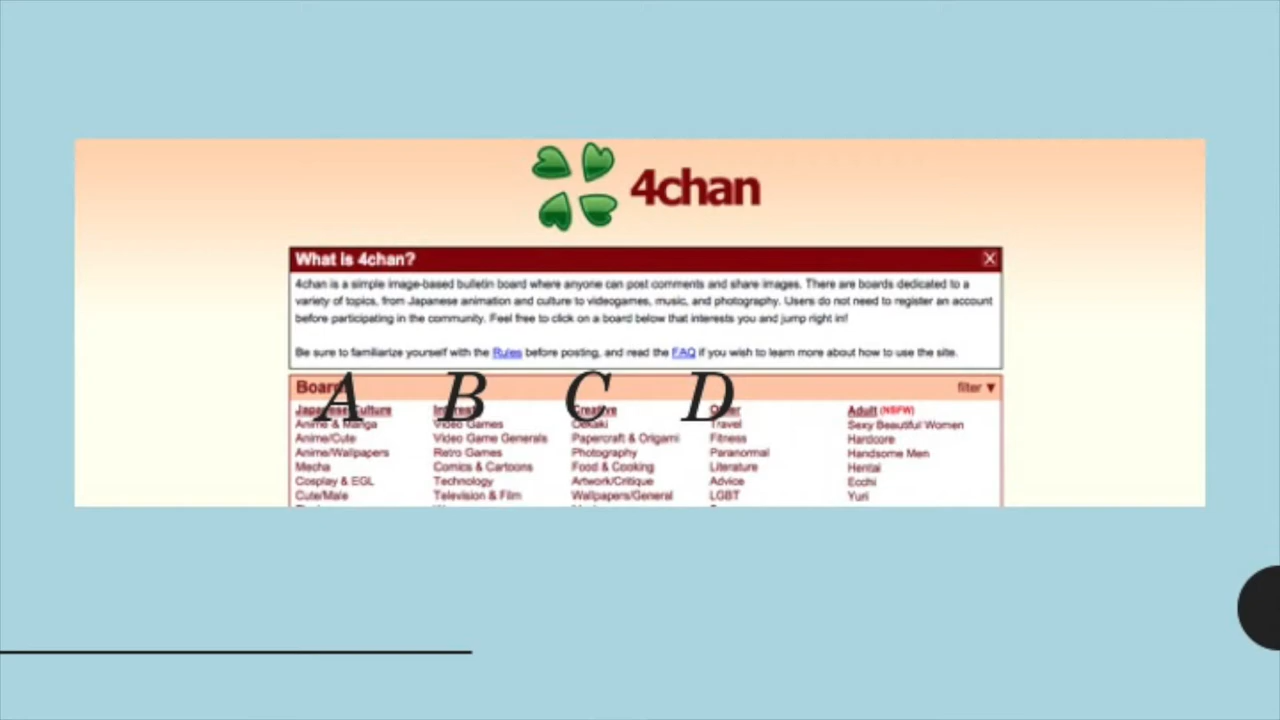 4chan
What is 4chan? X
4chan is a simple image-based bulletin board where anyone can post comments and share images. There are boards dedicated to a
variety of topics, from Japanese animation and culture to videogames, music, and photography. Users do not need to register an account
before participating in the community. Feel free to click on a board below that interests you and jump right in!
Be sure to familiarize yourself with the Rules before posting, and read the FAQ if you wish to learn more about how to use the site.
filter ▼
A B C D
Japanese Culture Creative Adult (NSFW)
Anime & Manga Video Games Oekaki Travel Sexy Beautiful Women
Anime/Cute Video Game Generals Papercraft & Origami Fitness Hardcore
Anime/Wallpapers Retro Games Photography Paranormal Handsome Men
Mecha Comics & Cartoons Food & Cooking Literature Hentai
Cosplay & EGL Technology Artwork/Critique Advice Ecchi
Cute/Male Television & Film Wallpapers/General LGBT Yuri